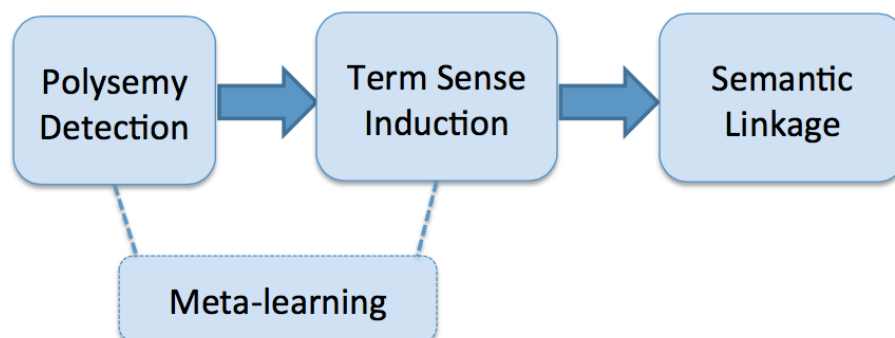 Polysemy
Detection
Term Sense
Induction
Semantic
Linkage
Meta-learning